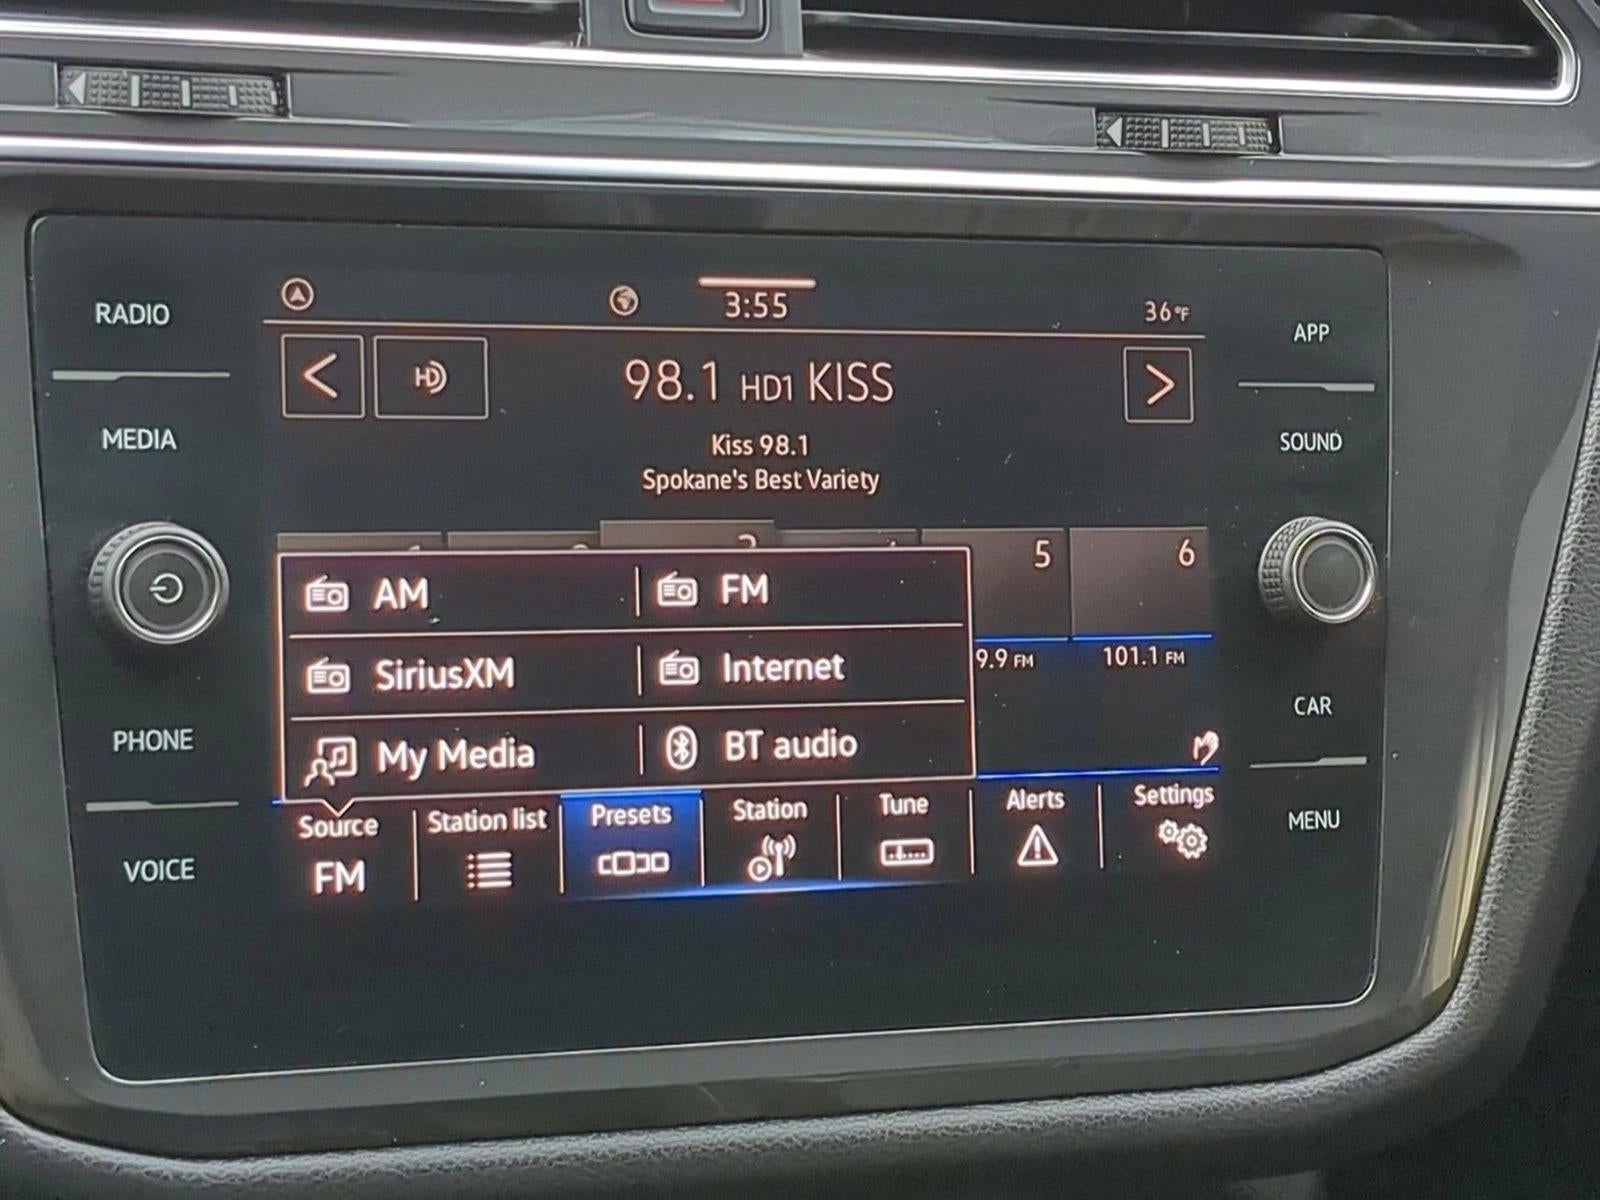 RADIO
MEDIA
PHONE
VOICE
3:55
36°F
HD
98.1 HD1 KISS
Kiss 98.1
Spokane's Best Variety
3
5
6
AM
FM
SiriusXM
Internet
My Media
BT audio
9.9 FM
101.1 FM
Source
FM
Station list
Presets
Station
Tune
Alerts
Settings
APP
SOUND
CAR
MENU